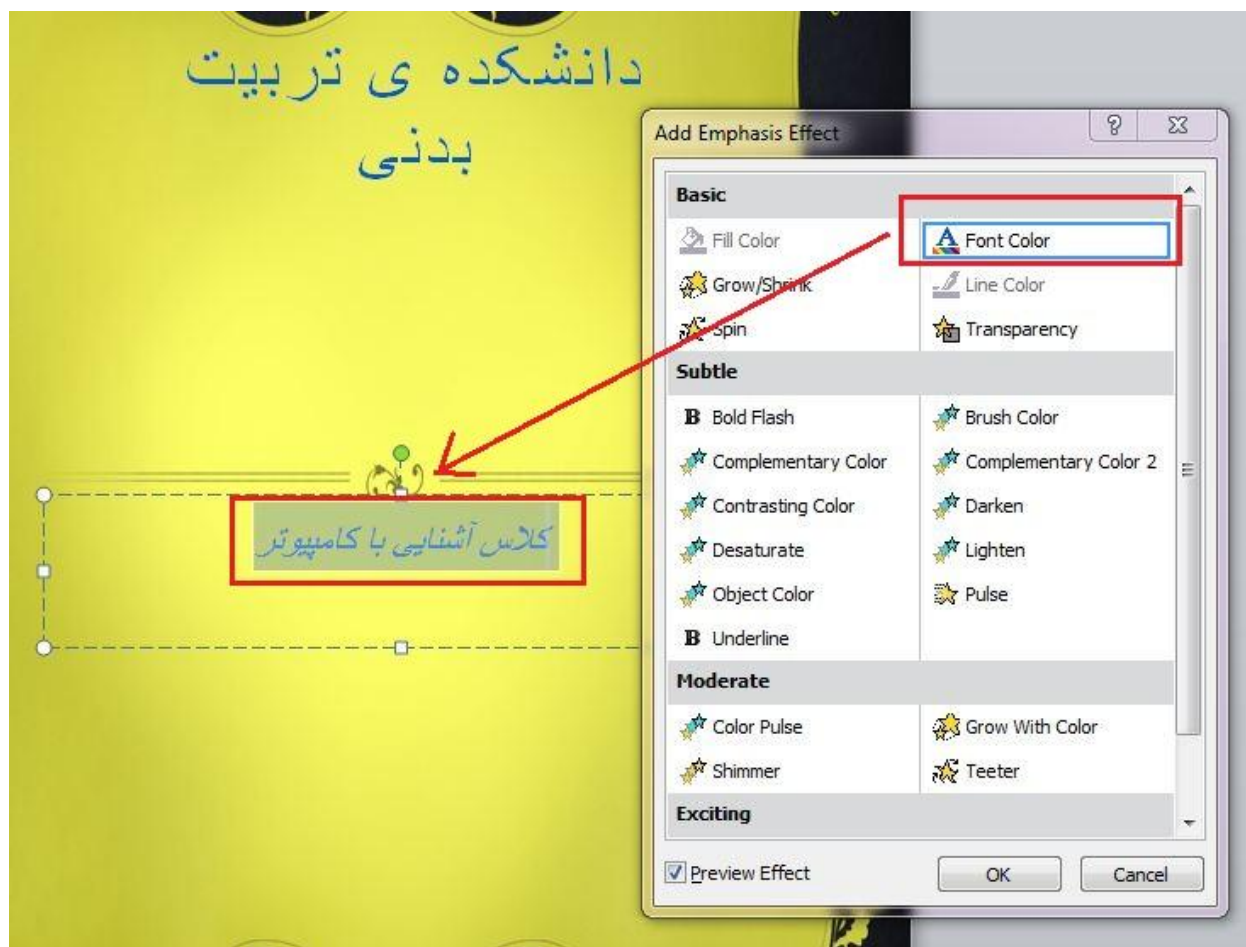 دانشکده ی تربیت
بدنی
کلاس آشنایی با کامپیوتر
Add Emphasis Effect
Basic
Fill Color
Font Color
Grow/Shrink
Line Color
Spin
Transparency
Subtle
B Bold Flash
Brush Color
Complementary Color
Complementary Color 2
Contrasting Color
Darken
Desaturate
Lighten
Object Color
Pulse
B Underline
Moderate
Color Pulse
Grow With Color
Shimmer
Teeter
Exciting
Preview Effect
OK
Cancel